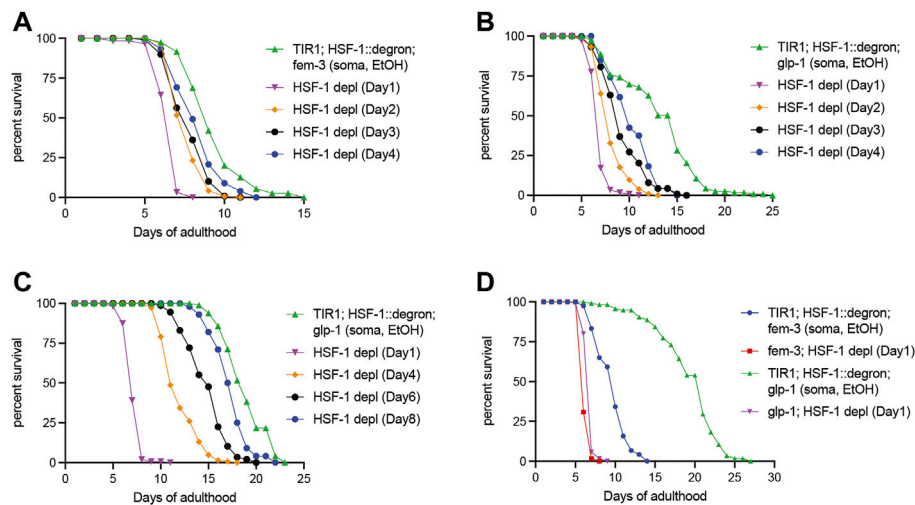 A
percent survival
100
75
50
25
0
0
5
10
15
Days of adulthood
TIR1; HSF-1::degron;
fem-3 (soma, EtOH)
HSF-1 depl (Day1)
HSF-1 depl (Day2)
HSF-1 depl (Day3)
HSF-1 depl (Day4)
B
percent survival
100
75
50
25
0
0
5
10
15
20
25
Days of adulthood
TIR1; HSF-1::degron;
glp-1 (soma, EtOH)
HSF-1 depl (Day1)
HSF-1 depl (Day2)
HSF-1 depl (Day3)
HSF-1 depl (Day4)
C
percent survival
100
75
50
25
0
0
5
10
15
20
25
Days of adulthood
TIR1; HSF-1::degron;
glp-1 (soma, EtOH)
HSF-1 depl (Day1)
HSF-1 depl (Day4)
HSF-1 depl (Day6)
HSF-1 depl (Day8)
D
percent survival
100
75
50
25
0
0
5
10
15
20
25
30
Days of adulthood
TIR1; HSF-1::degron;
fem-3 (soma, EtOH)
fem-3; HSF-1 depl (Day1)
TIR1; HSF-1::degron;
glp-1 (soma, EtOH)
glp-1; HSF-1 depl (Day1)